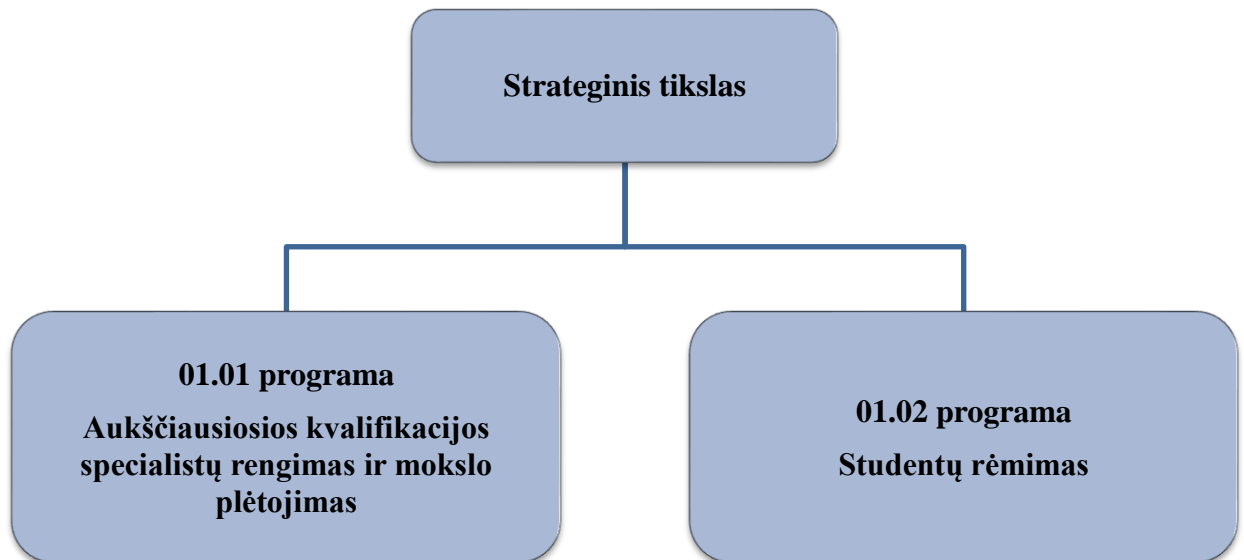 Strateginis tikslas
01.01 programa
Aukščiausiosios kvalifikacijos
specialistų rengimas ir mokslo
plėtojimas
01.02 programa
Studentų rėmimas